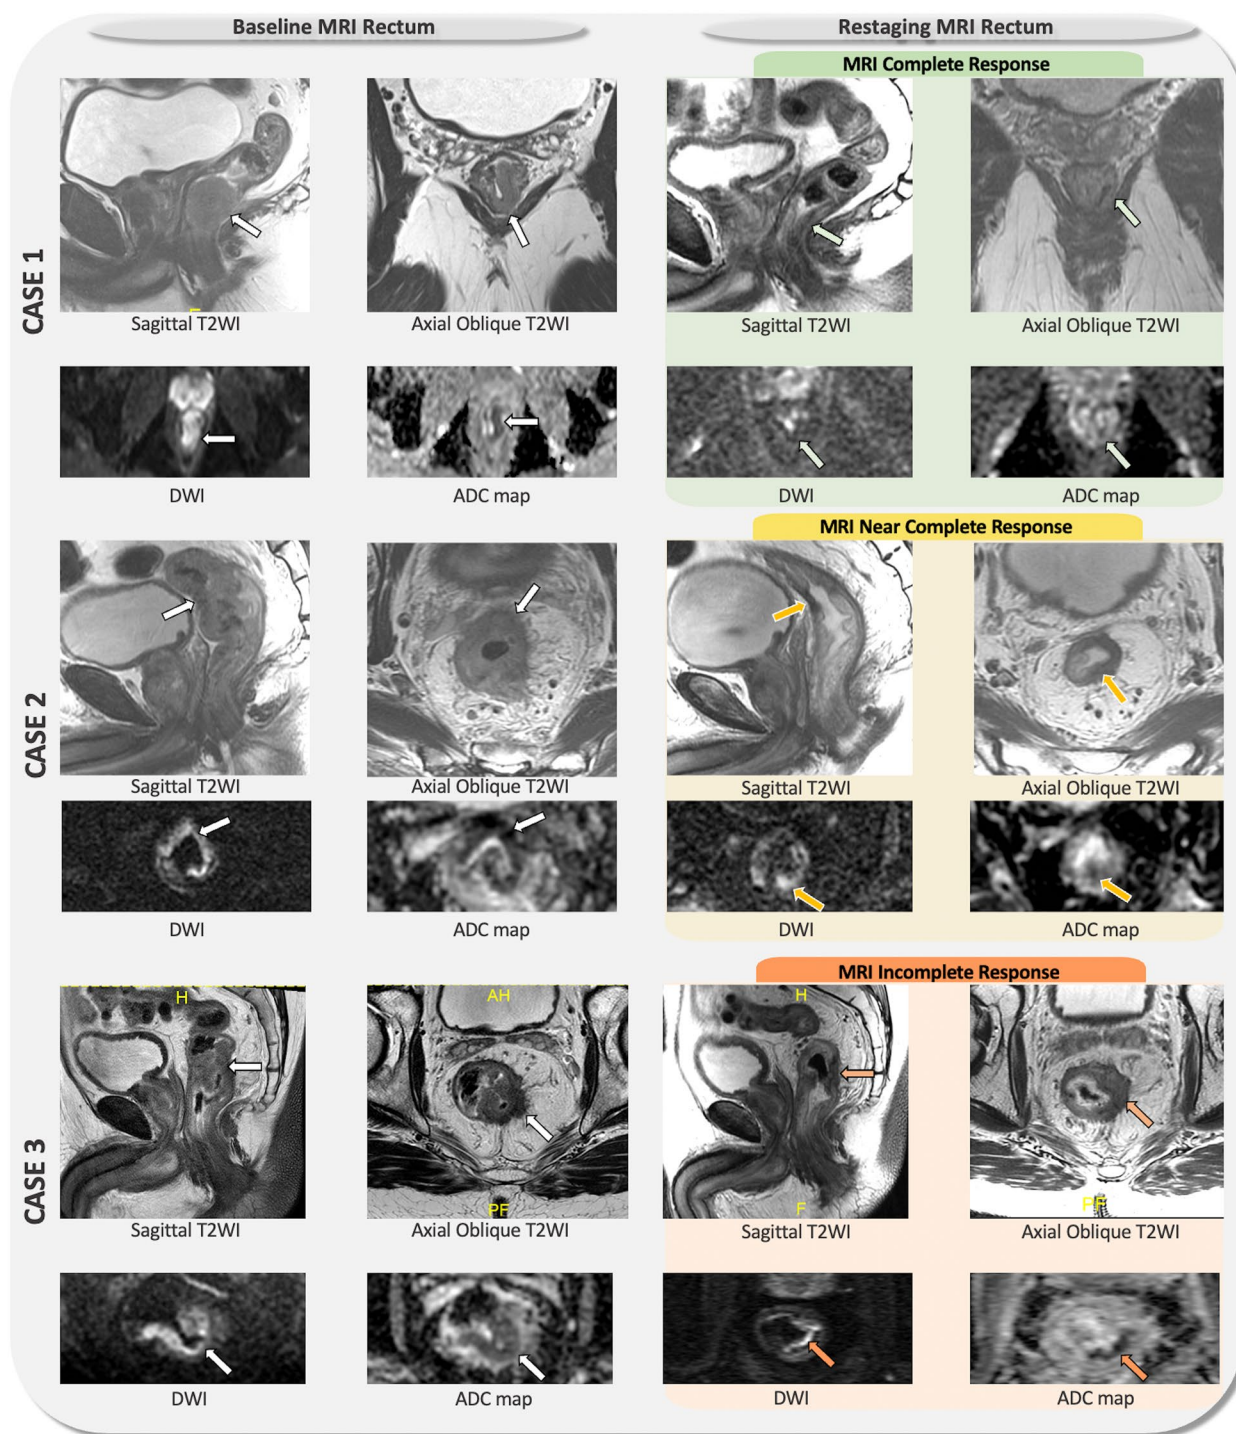 Baseline MRI Rectum
Restaging MRI Rectum
MRI Complete Response
CASE 1
Sagittal T2WI
Axial Oblique T2WI
Sagittal T2WI
Axial Oblique T2WI
DWI
ADC map
DWI
ADC map
MRI Near Complete Response
CASE 2
Sagittal T2WI
Axial Oblique T2WI
Sagittal T2WI
Axial Oblique T2WI
DWI
ADC map
DWI
ADC map
MRI Incomplete Response
CASE 3
H
AH
H
PF
F
PF
Sagittal T2WI
Axial Oblique T2WI
Sagittal T2WI
Axial Oblique T2WI
DWI
ADC map
DWI
ADC map